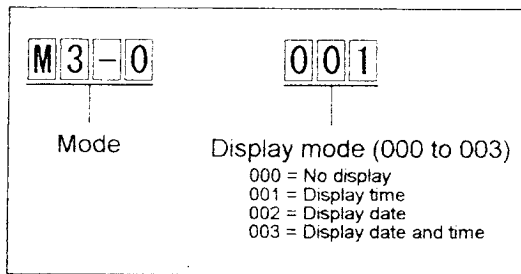 M3-0 001
Mode
Display mode (000 to 003)
000 = No display
001 = Display time
002 = Display date
003 = Display date and time